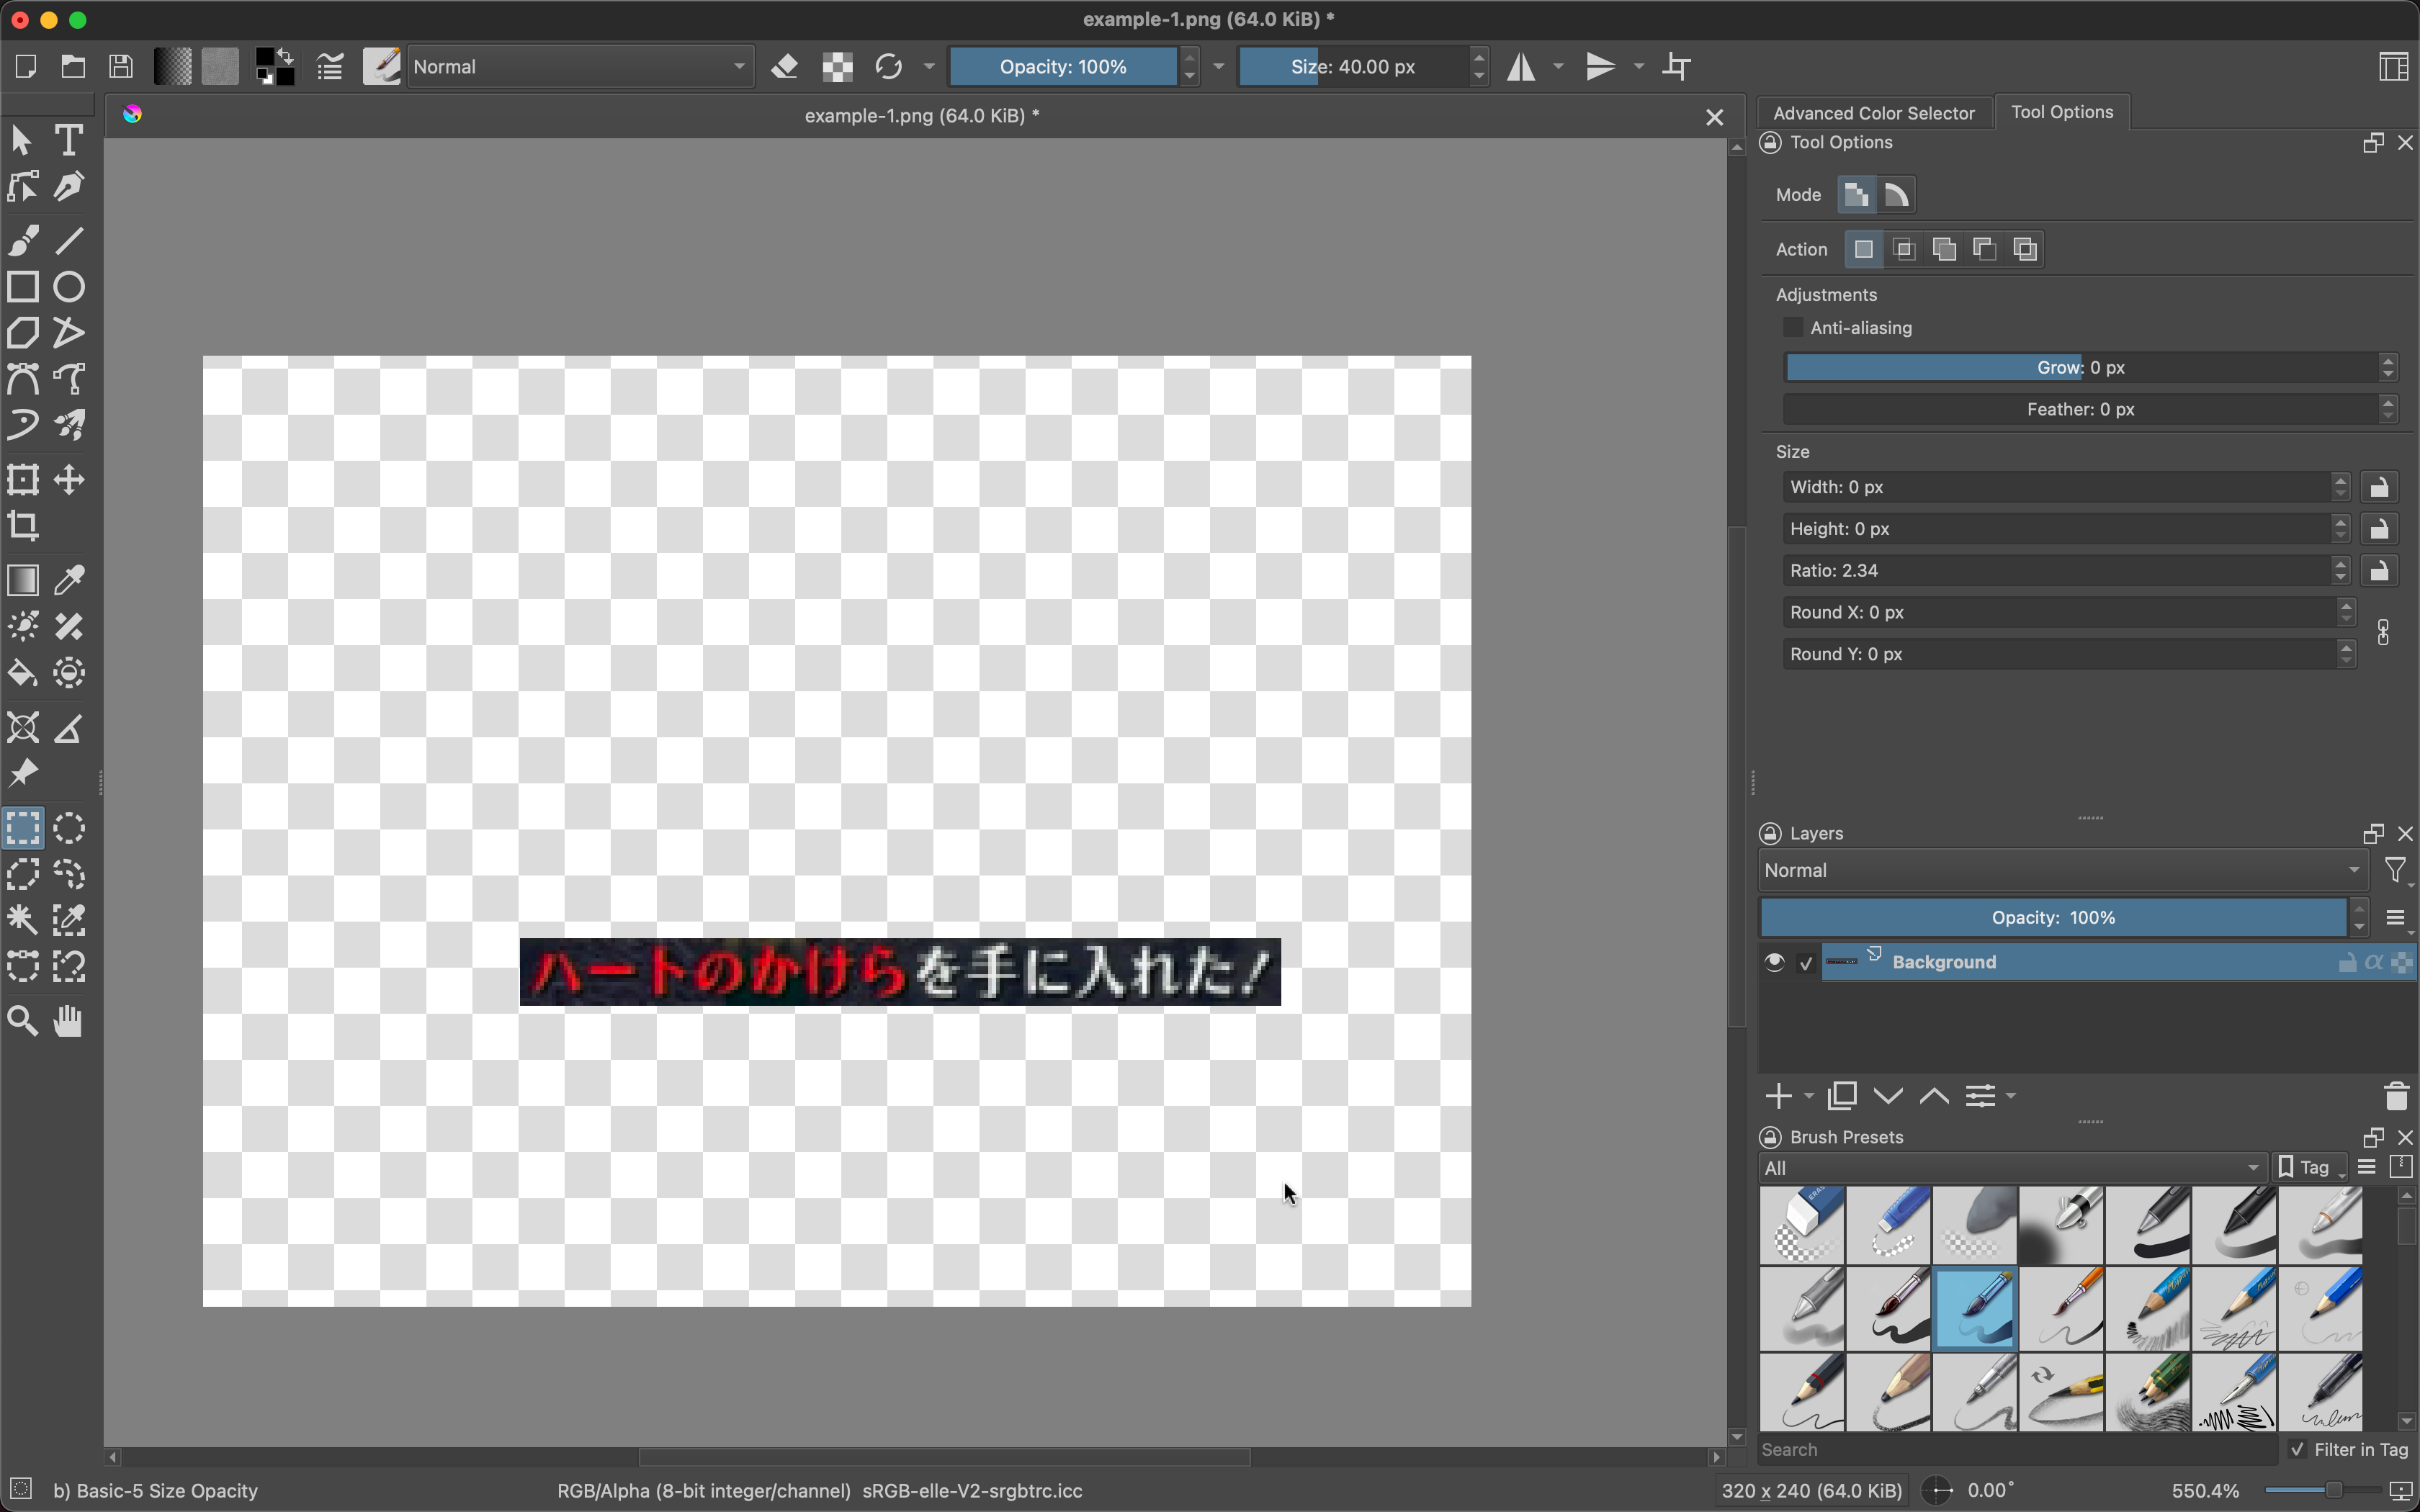 example-1.png (64.0 KiB) *
Normal
Opacity: 100%
Size: 40.00 px
example-1.png (64.0 KiB) *
Advanced Color Selector
Tool Options
Tool Options
Mode
Action
Adjustments
Anti-aliasing
Grow: 0 px
Feather: 0 px
Size
Width: 0 px
Height: 0 px
Ratio: 2.34
Round X: 0 px
Round Y: 0 px
ハートのかけらを手に入れた!
Layers
Normal
Opacity: 100%
Background
Brush Presets
All
Tag
Search
Filter in Tag
b) Basic-5 Size Opacity
RGB/Alpha (8-bit integer/channel) sRGB-elle-V2-srgbtrc.icc
320 x 240 (64.0 KiB)
0.00°
550.4%